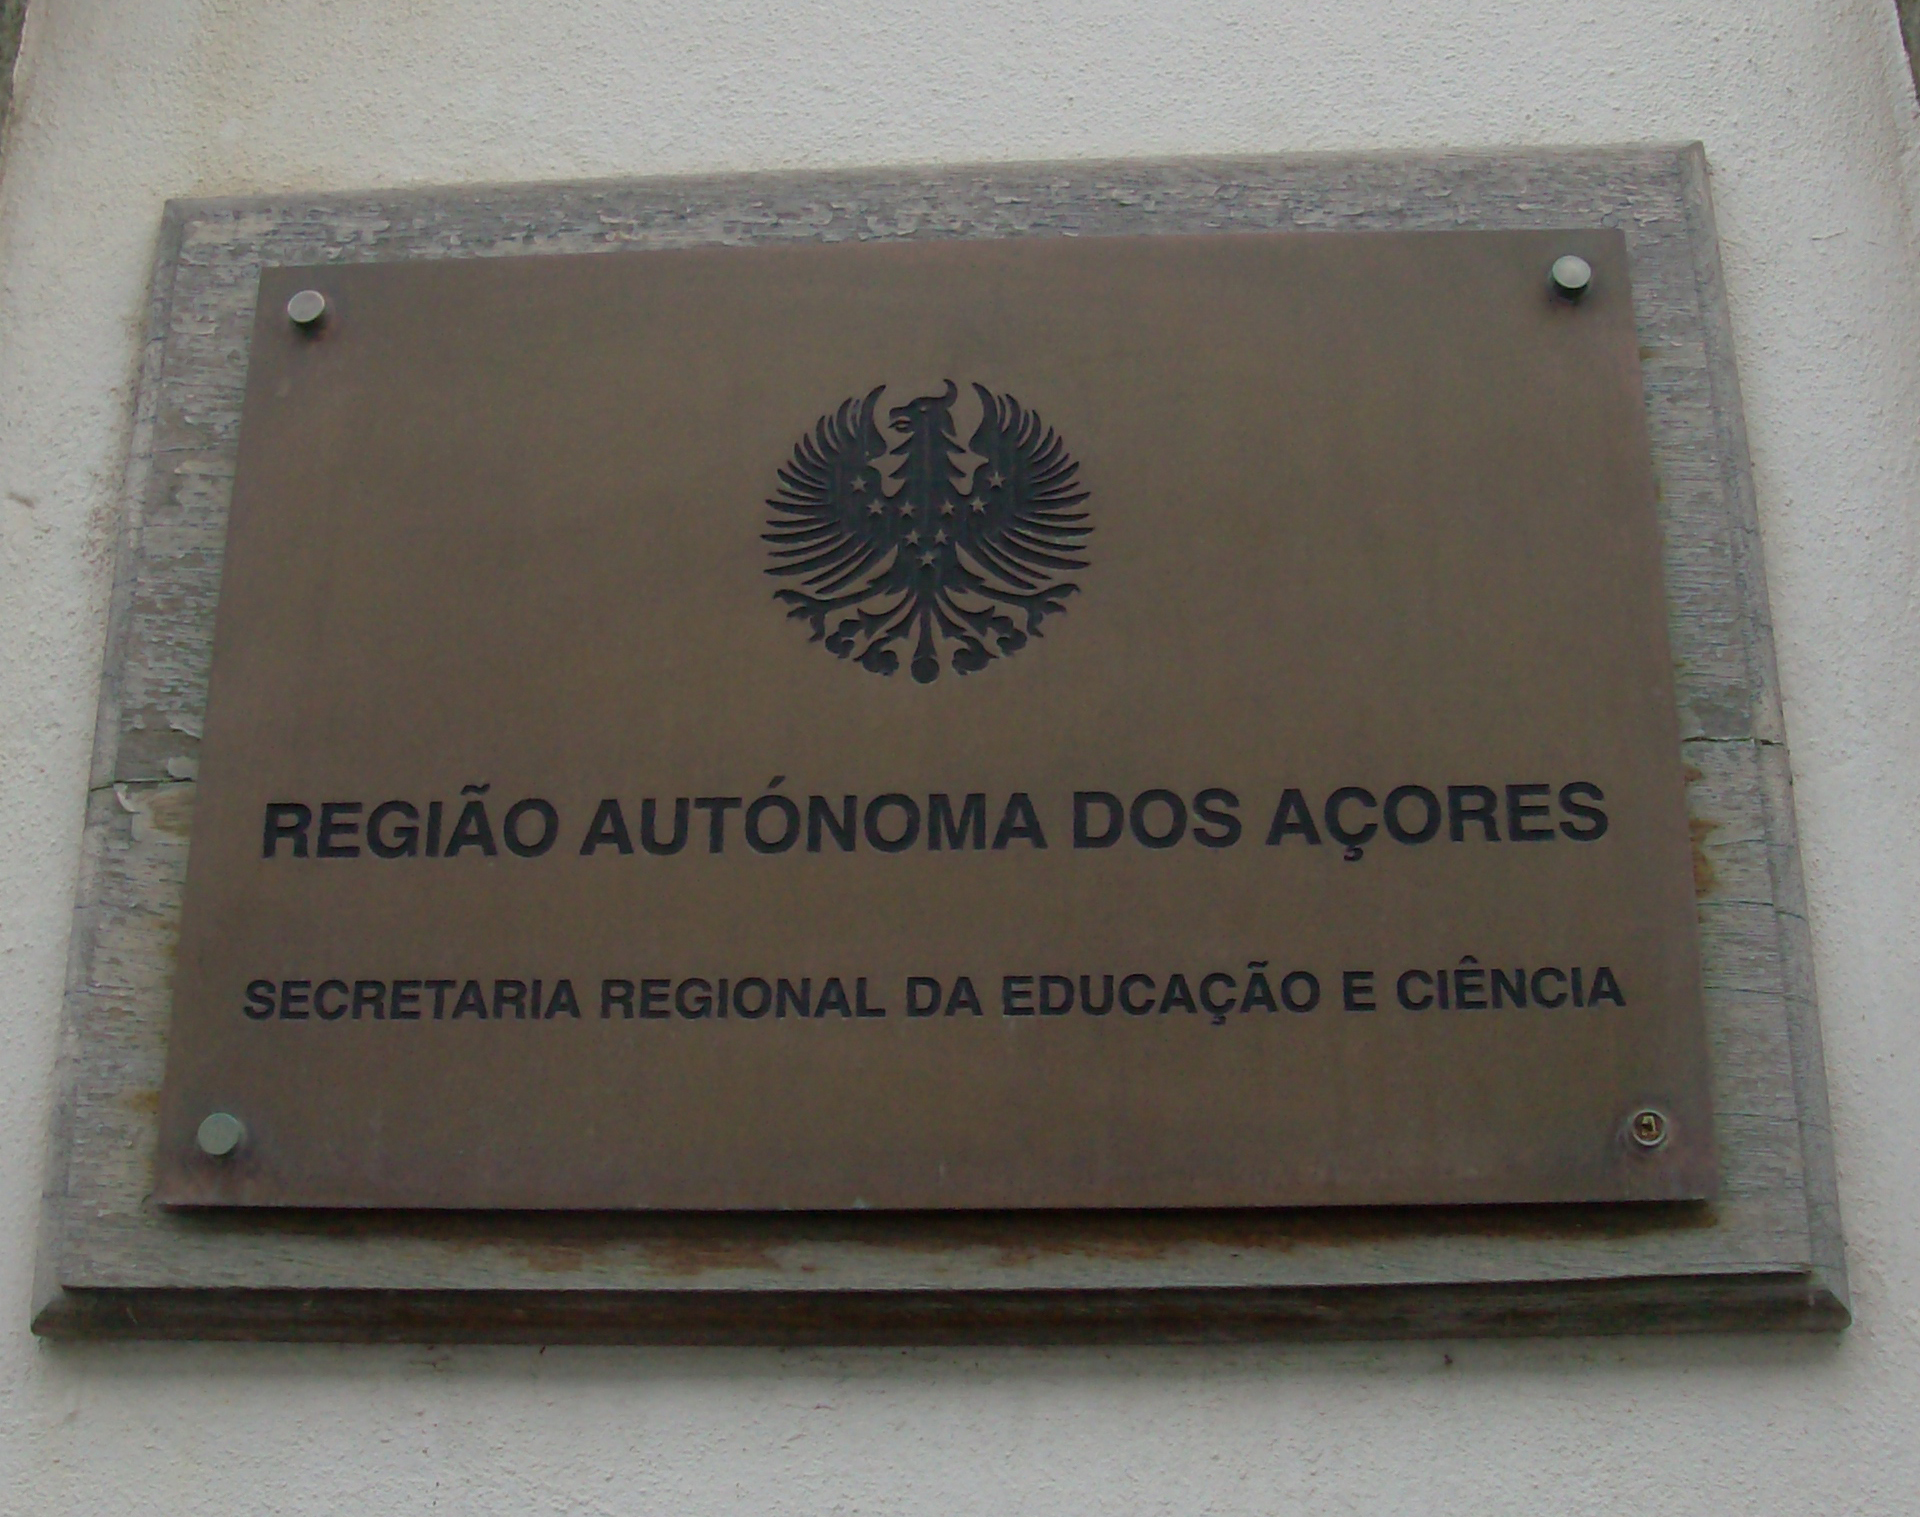 REGIÃO AUTÓNOMA DOS AÇORES
SECRETARIA REGIONAL DA EDUCAÇÃO E CIÊNCIA